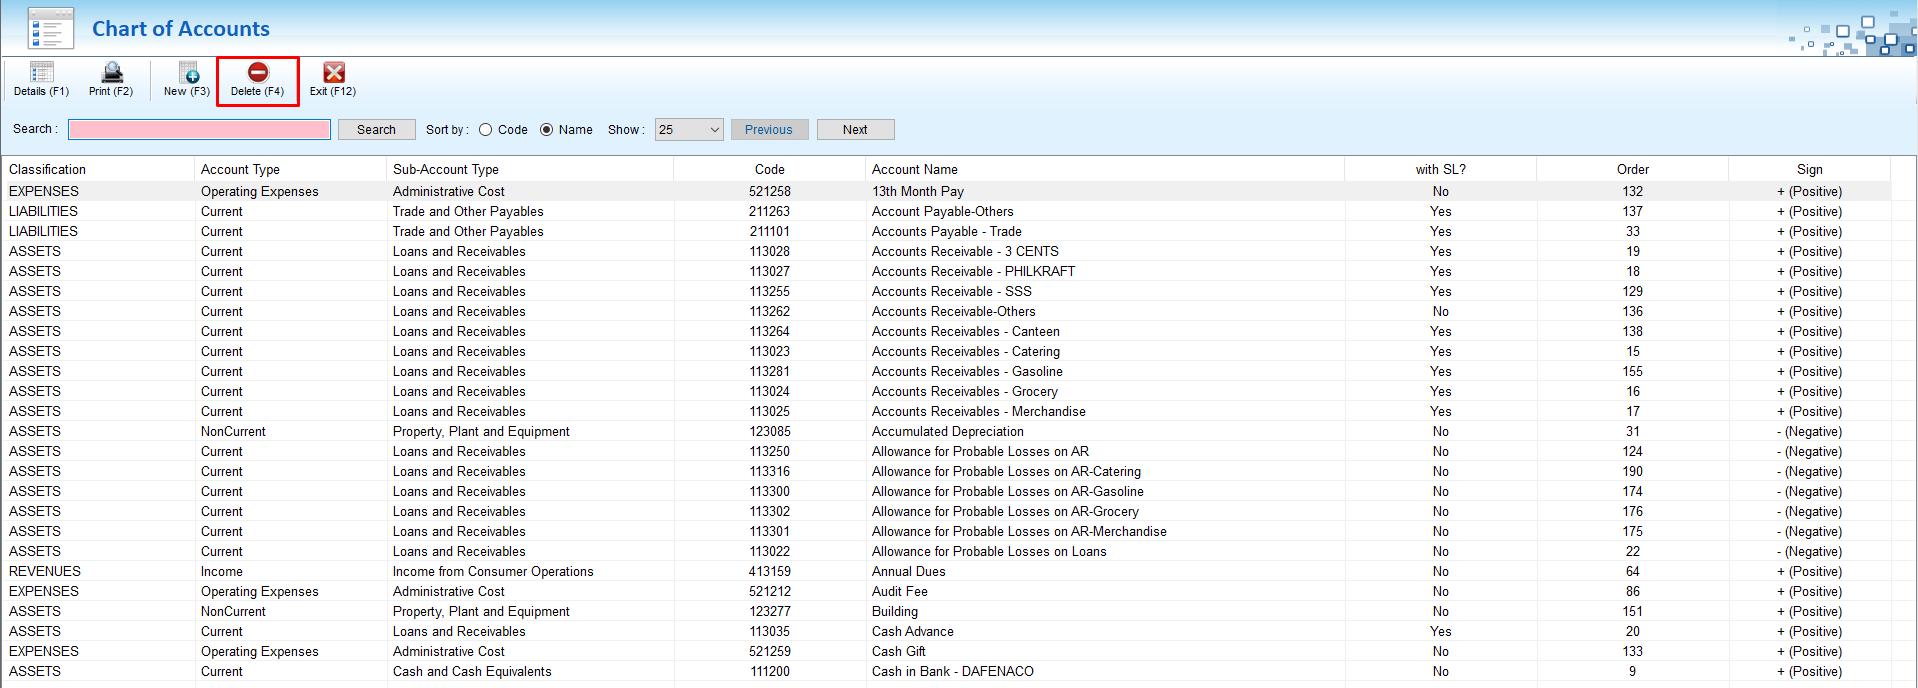 Chart of Accounts
Details (F1) Print (F2) New (F3) Delete (F4) Exit (F12)
Search : Search Sort by : Code Name Show : 25 Previous Next
Classification Account Type Sub-Account Type Code Account Name with SL? Order Sign
EXPENSES Operating Expenses Administrative Cost 521258 13th Month Pay No 132 + (Positive)
LIABILITIES Current Trade and Other Payables 211263 Account Payable-Others Yes 137 + (Positive)
LIABILITIES Current Trade and Other Payables 211101 Accounts Payable - Trade Yes 33 + (Positive)
ASSETS Current Loans and Receivables 113028 Accounts Receivable - 3 CENTS Yes 19 + (Positive)
ASSETS Current Loans and Receivables 113027 Accounts Receivable - PHILKRAFT Yes 18 + (Positive)
ASSETS Current Loans and Receivables 113255 Accounts Receivable - SSS Yes 129 + (Positive)
ASSETS Current Loans and Receivables 113262 Accounts Receivable-Others No 136 + (Positive)
ASSETS Current Loans and Receivables 113264 Accounts Receivables - Canteen Yes 138 + (Positive)
ASSETS Current Loans and Receivables 113023 Accounts Receivables - Catering Yes 15 + (Positive)
ASSETS Current Loans and Receivables 113281 Accounts Receivables - Gasoline Yes 155 + (Positive)
ASSETS Current Loans and Receivables 113024 Accounts Receivables - Grocery Yes 16 + (Positive)
ASSETS Current Loans and Receivables 113025 Accounts Receivables - Merchandise Yes 17 + (Positive)
ASSETS NonCurrent Property, Plant and Equipment 123085 Accumulated Depreciation No 31 - (Negative)
ASSETS Current Loans and Receivables 113250 Allowance for Probable Losses on AR No 124 - (Negative)
ASSETS Current Loans and Receivables 113316 Allowance for Probable Losses on AR-Catering No 190 - (Negative)
ASSETS Current Loans and Receivables 113300 Allowance for Probable Losses on AR-Gasoline No 174 - (Negative)
ASSETS Current Loans and Receivables 113302 Allowance for Probable Losses on AR-Grocery No 176 - (Negative)
ASSETS Current Loans and Receivables 113301 Allowance for Probable Losses on AR-Merchandise No 175 - (Negative)
ASSETS Current Loans and Receivables 113022 Allowance for Probable Losses on Loans No 22 - (Negative)
REVENUES Income Income from Consumer Operations 413159 Annual Dues No 64 + (Positive)
EXPENSES Operating Expenses Administrative Cost 521212 Audit Fee No 86 + (Positive)
ASSETS NonCurrent Property, Plant and Equipment 123277 Building No 151 + (Positive)
ASSETS Current Loans and Receivables 113035 Cash Advance Yes 20 + (Positive)
EXPENSES Operating Expenses Administrative Cost 521259 Cash Gift No 133 + (Positive)
ASSETS Current Cash and Cash Equivalents 111200 Cash in Bank - DAFENACO No 9 + (Positive)